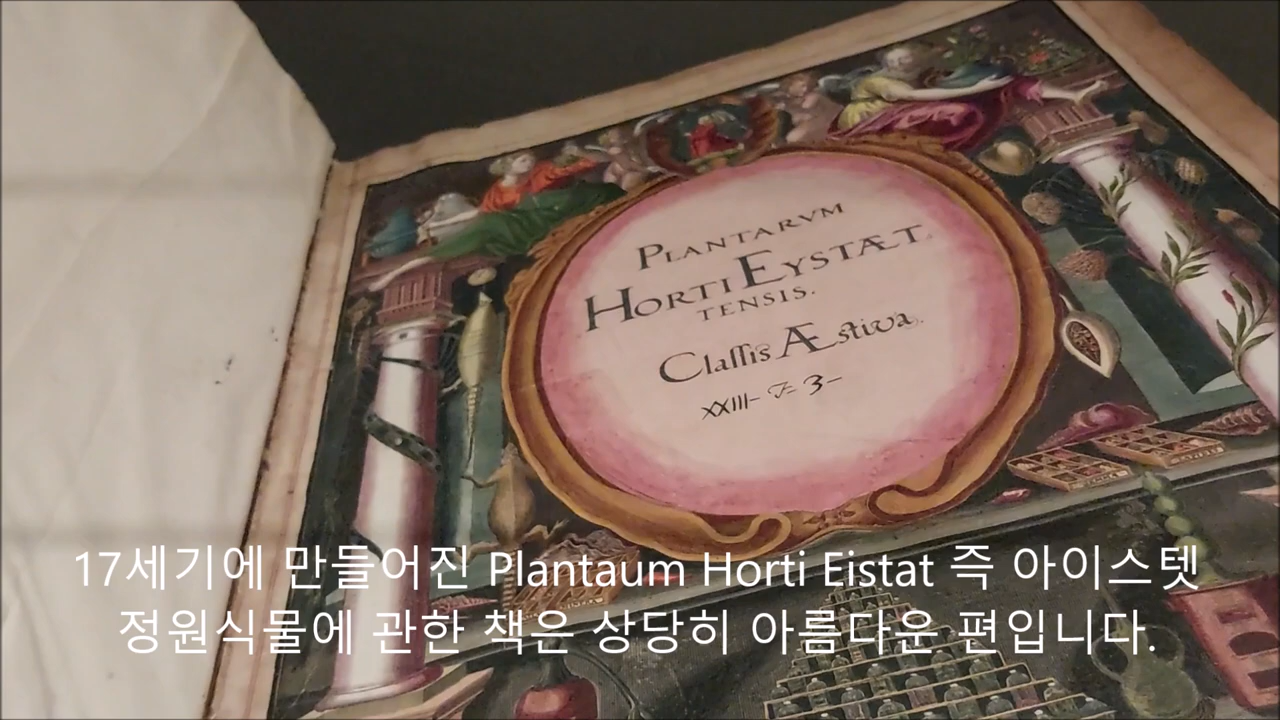 PLANTARVM
HORTI EYSTÆT
TENSIS.
Claſſis Æstiva.
XXIII-
17세기에 만들어진 Plantaum Horti Eistat 즉 아이스텟
정원식물에 관한 책은 상당히 아름다운 편입니다.